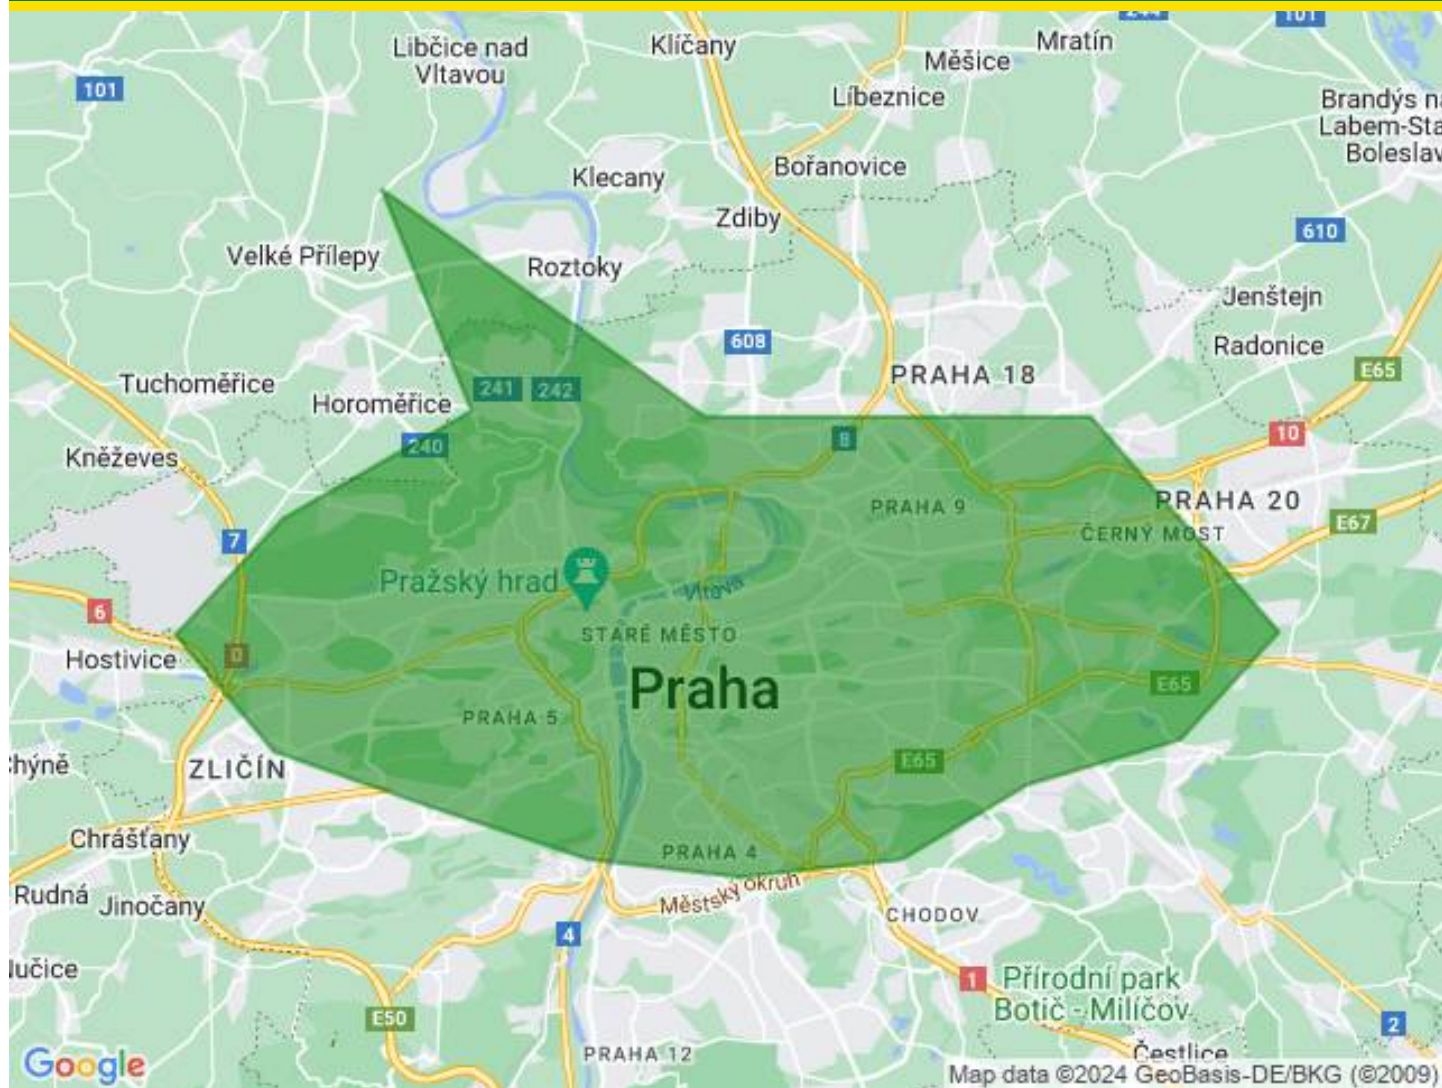 101
Libčice nad
Vltavou
Klíčany
Měšice
Mratín
101
Líbeznice
Klecany
Bořanovice
Zdiby
610
Velké Přílepy
Roztoky
Jenštejn
608
Radonice
E65
Tuchoměřice
241
242
PRAHA 18
Horoměřice
240
8
10
Kněževes
PRAHA 9
PRAHA 20
E67
7
ČERNÝ MOST
Pražský hrad
Vltava
6
STARÉ MĚSTO
Hostivice
0
Praha
E65
PRAHA 5
ZLIČÍN
E65
Chrášťany
PRAHA 4
Městský okruh
Rudná
Jinočany
CHODOV
4
1
Přírodní park
Botič - Milíčov
E50
2
PRAHA 12
Čestlice
Google
Map data ©2024 GeoBasis-DE/BKG (©2009)